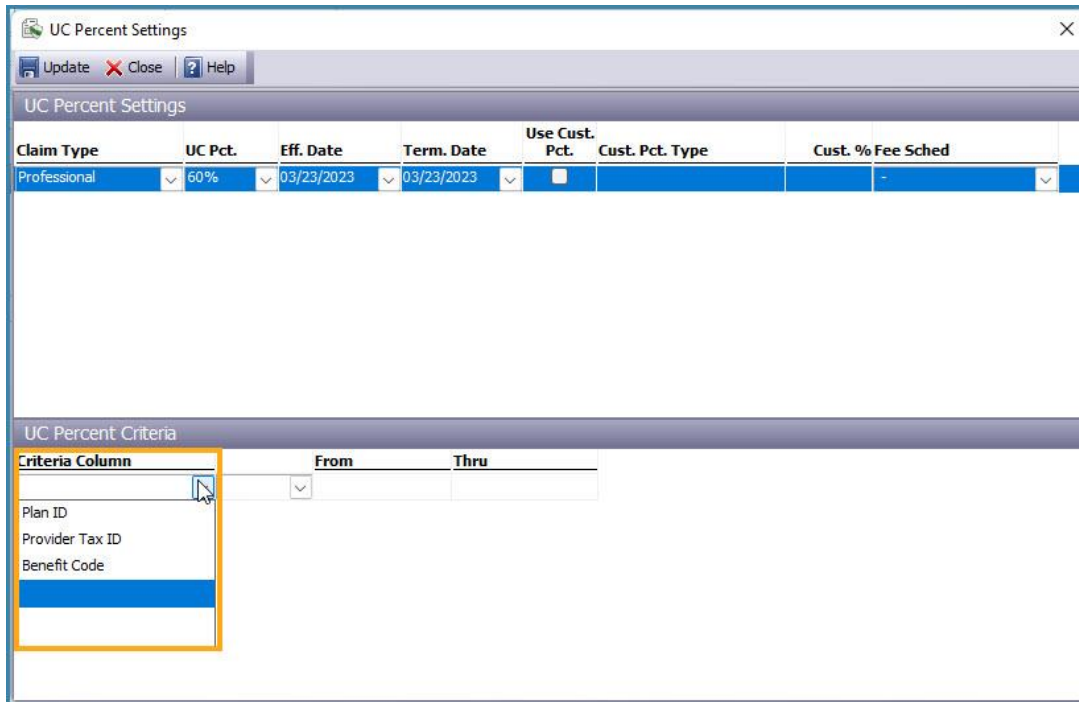 UC Percent Settings
Update Close Help
UC Percent Settings
Use Cust.
Claim Type UC Pct. Eff. Date Term. Date Pct. Cust. Pct. Type Cust. % Fee Sched
Professional 60% 03/23/2023 03/23/2023 -
UC Percent Criteria
Criteria Column From Thru
Plan ID
Provider Tax ID
Benefit Code